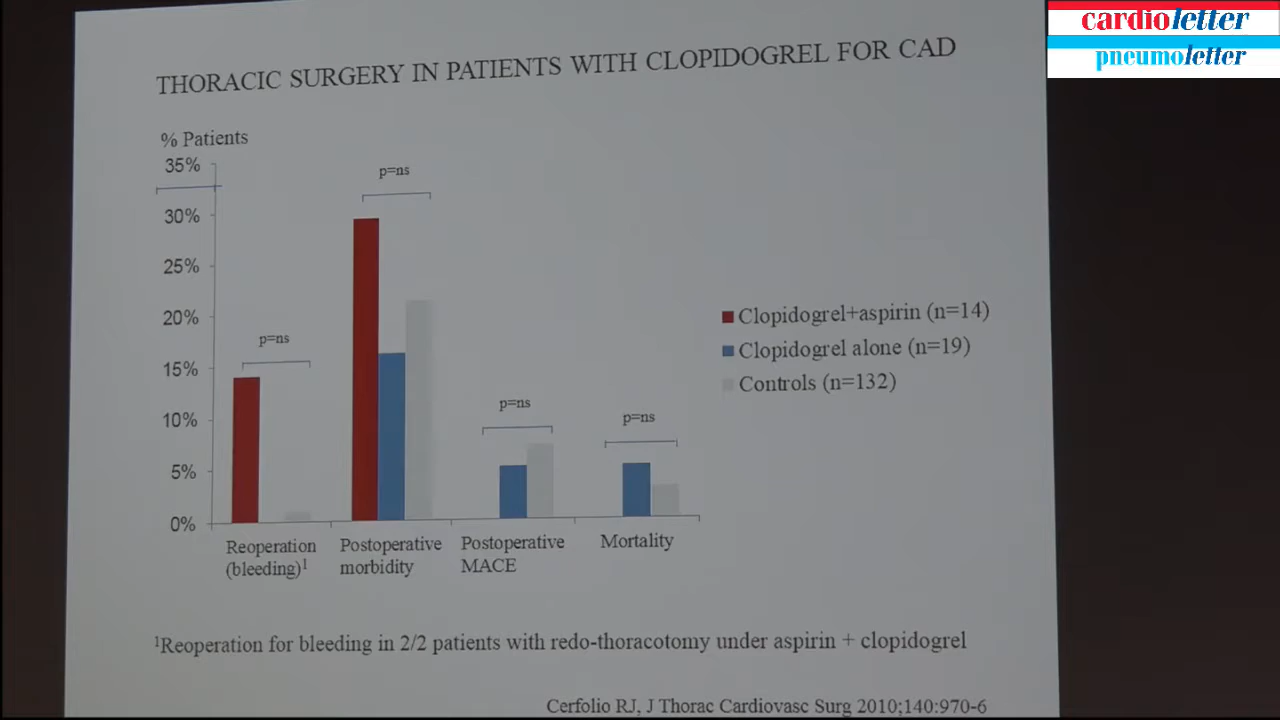 cardioletter
pneumoletter
THORACIC SURGERY IN PATIENTS WITH CLOPIDOGREL FOR CAD
% Patients
35%
30%
25%
20%
15%
10%
5%
0%
p=ns
p=ns
p=ns
p=ns
Clopidogrel+aspirin (n=14)
Clopidogrel alone (n=19)
Controls (n=132)
Reoperation
(bleeding)¹
Postoperative
morbidity
Postoperative
MACE
Mortality
¹Reoperation for bleeding in 2/2 patients with redo-thoracotomy under aspirin + clopidogrel
Cerfolio RJ, J Thorac Cardiovasc Surg 2010;140:970-6